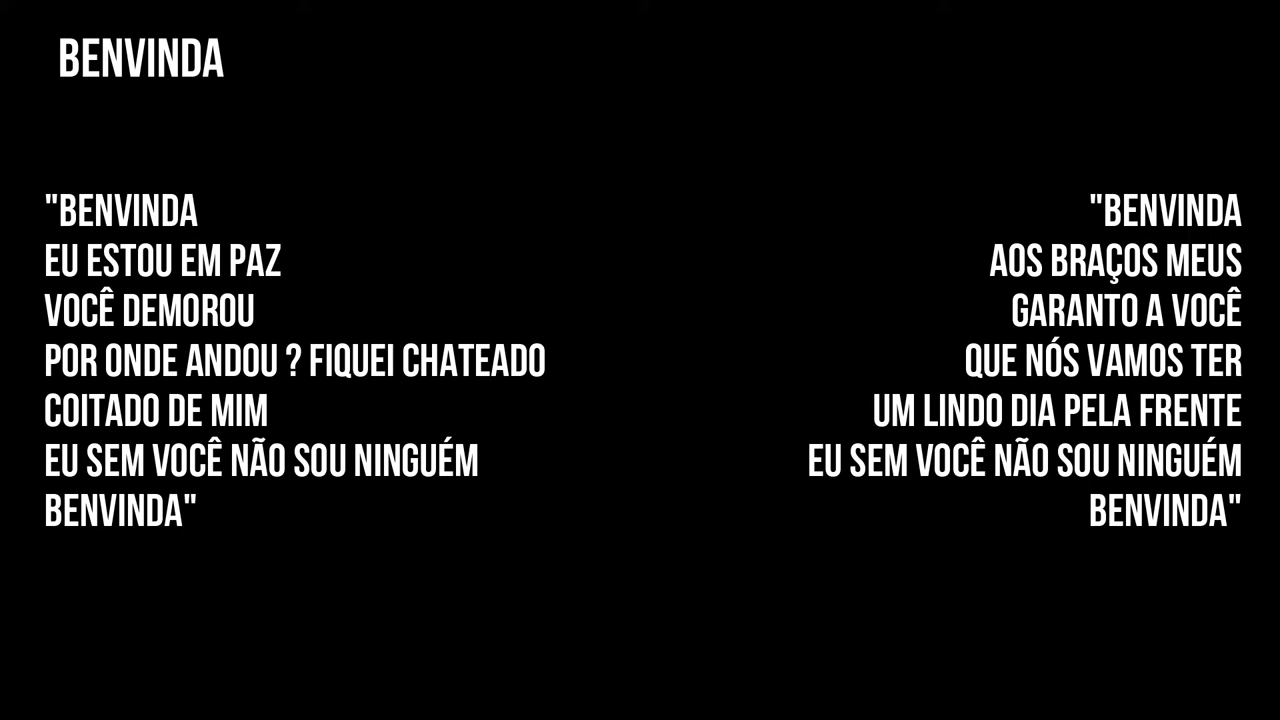 BENVINDA
"BENVINDA
EU ESTOU EM PAZ
VOCÊ DEMOROU
POR ONDE ANDOU ? FIQUEI CHATEADO
COITADO DE MIM
EU SEM VOCÊ NÃO SOU NINGUÉM
BENVINDA"
"BENVINDA
AOS BRAÇOS MEUS
GARANTO A VOCÊ
QUE NÓS VAMOS TER
UM LINDO DIA PELA FRENTE
EU SEM VOCÊ NÃO SOU NINGUÉM
BENVINDA"